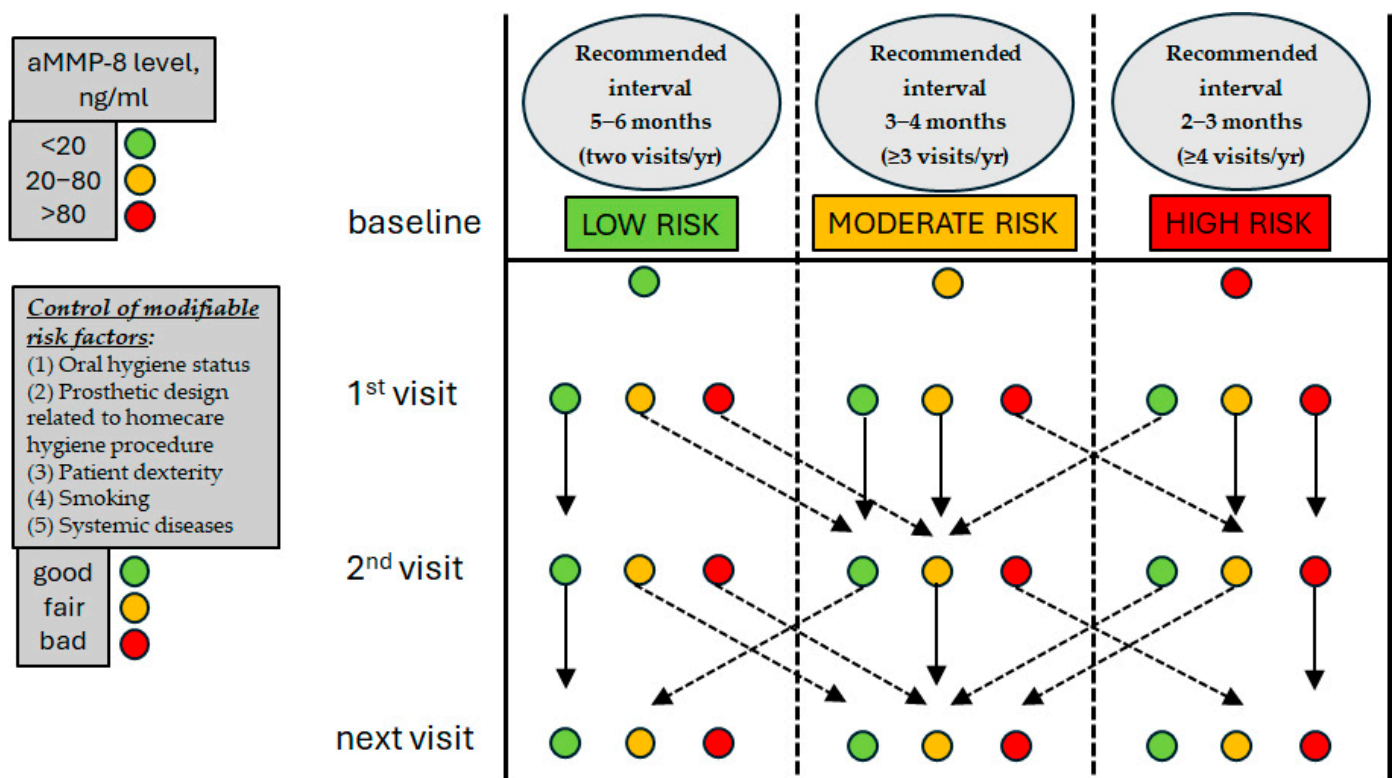 aMMP-8 level,
ng/ml
<20
20−80
>80
Control of modifiable
risk factors:
(1) Oral hygiene status
(2) Prosthetic design
related to homecare
hygiene procedure
(3) Patient dexterity
(4) Smoking
(5) Systemic diseases
good
fair
bad
Recommended
interval
5−6 months
(two visits/yr)
Recommended
interval
3−4 months
(≥3 visits/yr)
Recommended
interval
2−3 months
(≥4 visits/yr)
baseline
LOW RISK
MODERATE RISK
HIGH RISK
1st visit
2nd visit
next visit